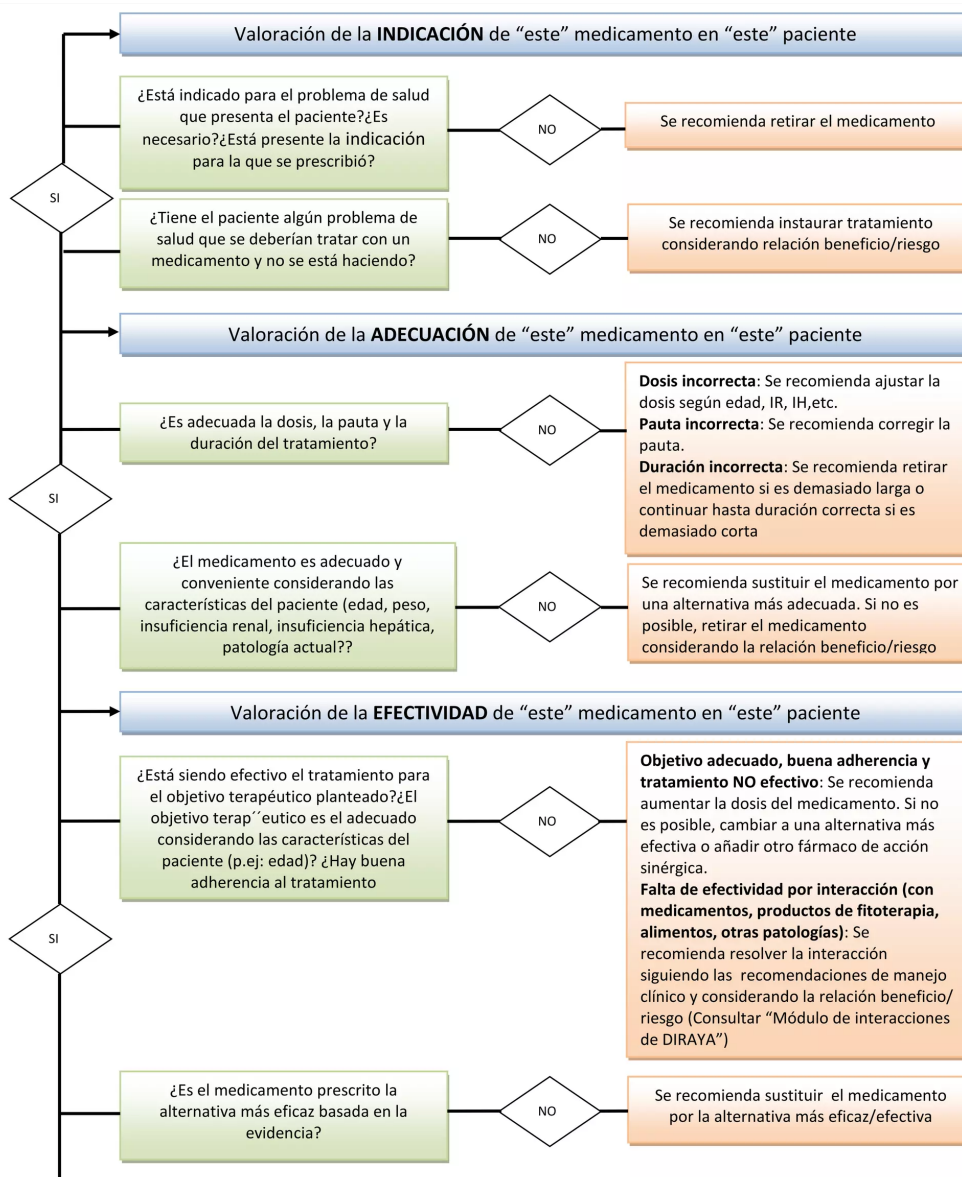 Valoración de la INDICACIÓN de “este” medicamento en “este” paciente
¿Está indicado para el problema de salud
que presenta el paciente?¿Es
necesario?¿Está presente la indicación
para la que se prescribió?
NO
Se recomienda retirar el medicamento
SI
¿Tiene el paciente algún problema de
salud que se deberían tratar con un
medicamento y no se está haciendo?
NO
Se recomienda instaurar tratamiento
considerando relación beneficio/riesgo
Valoración de la ADECUACIÓN de “este” medicamento en “este” paciente
¿Es adecuada la dosis, la pauta y la
duración del tratamiento?
NO
Dosis incorrecta: Se recomienda ajustar la
dosis según edad, IR, IH,etc.
Pauta incorrecta: Se recomienda corregir la
pauta.
Duración incorrecta: Se recomienda retirar
el medicamento si es demasiado larga o
continuar hasta duración correcta si es
demasiado corta
SI
¿El medicamento es adecuado y
conveniente considerando las
características del paciente (edad, peso,
insuficiencia renal, insuficiencia hepática,
patología actual??
NO
Se recomienda sustituir el medicamento por
una alternativa más adecuada. Si no es
posible, retirar el medicamento
considerando la relación beneficio/riesgo
Valoración de la EFECTIVIDAD de “este” medicamento en “este” paciente
¿Está siendo efectivo el tratamiento para
el objetivo terapéutico planteado?¿El
objetivo terap´´eutico es el adecuado
considerando las características del
paciente (p.ej: edad)? ¿Hay buena
adherencia al tratamiento
NO
Objetivo adecuado, buena adherencia y
tratamiento NO efectivo: Se recomienda
aumentar la dosis del medicamento. Si no
es posible, cambiar a una alternativa más
efectiva o añadir otro fármaco de acción
sinérgica.
Falta de efectividad por interacción (con
medicamentos, productos de fitoterapia,
alimentos, otras patologías): Se
recomienda resolver la interacción
siguiendo las recomendaciones de manejo
clínico y considerando la relación beneficio/
riesgo (Consultar “Módulo de interacciones
de DIRAYA”)
SI
¿Es el medicamento prescrito la
alternativa más eficaz basada en la
evidencia?
NO
Se recomienda sustituir el medicamento
por la alternativa más eficaz/efectiva